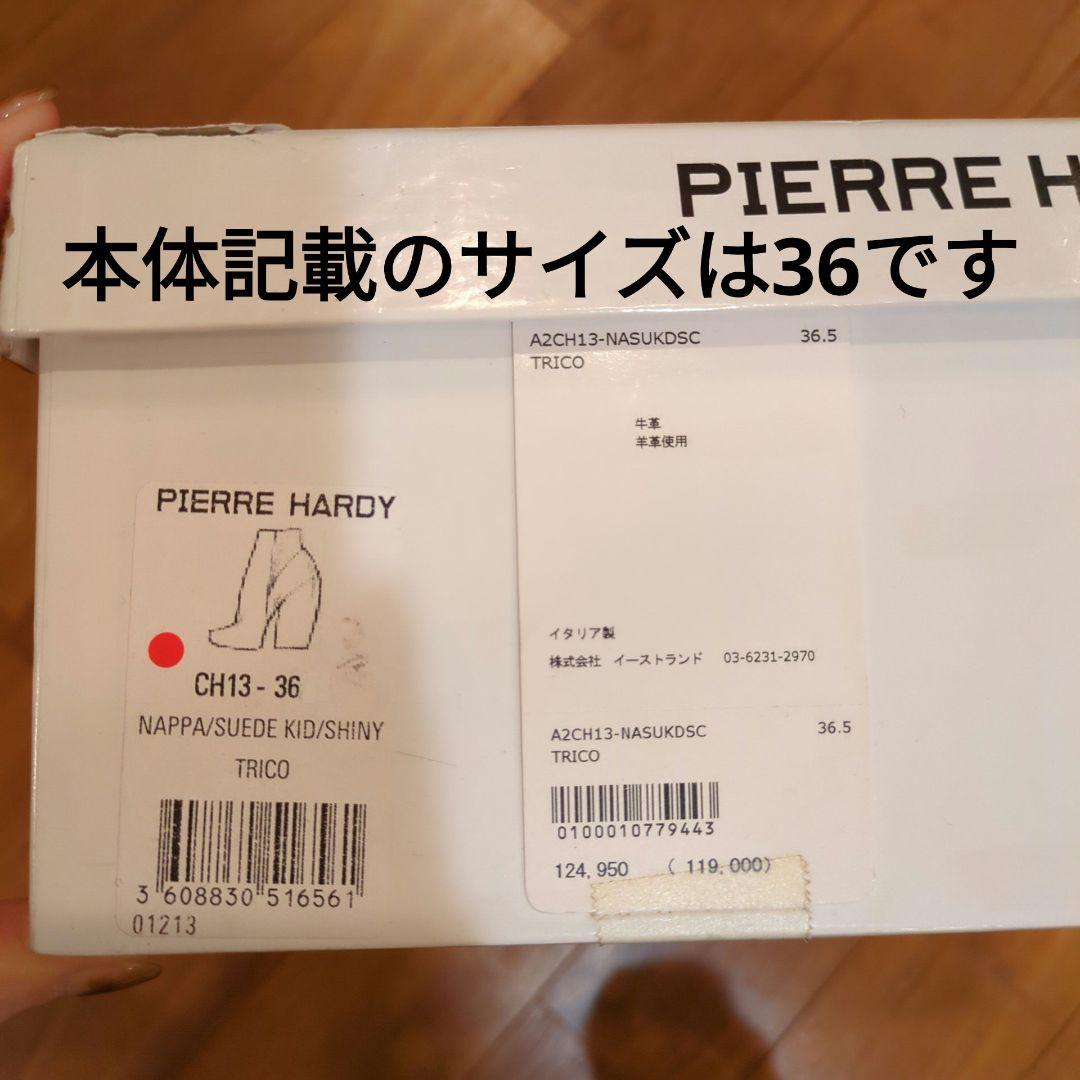 PIERRE H
本体記載のサイズは36です
A2CH13-NASUKDSC 36.5
TRICO
牛革
羊革使用
イタリア製
株式会社 イーストランド 03-6231-2970
A2CH13-NASUKDSC 36.5
TRICO
0100010779443
124,950 ( 119,000)
PIERRE HARDY
CH13 - 36
NAPPA/SUEDE KID/SHINY
TRICO
3 608830 516561
01213